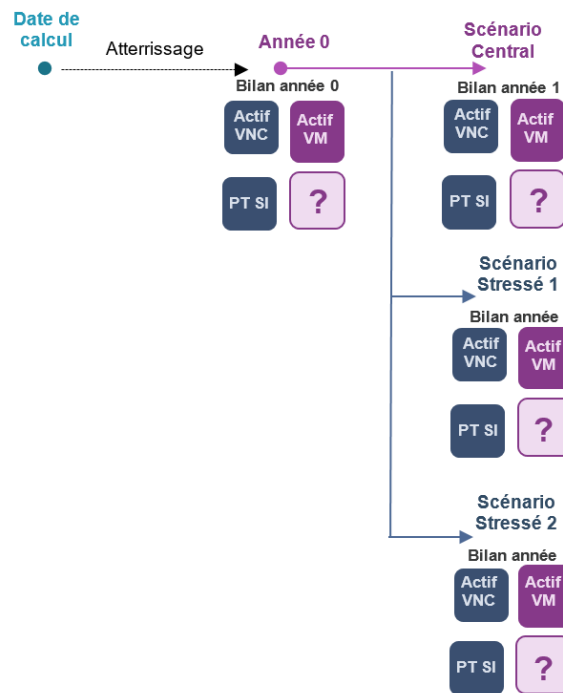 Date de
calcul
Atterrissage
Année 0
Scénario
Central
Bilan année 0
Bilan année 1
Actif
VNC
Actif
VM
Actif
VNC
Actif
VM
PT SI
?
PT SI
?
Scénario
Stressé 1
Bilan année
Actif
VNC
Actif
VM
PT SI
?
Scénario
Stressé 2
Bilan année
Actif
VNC
Actif
VM
PT SI
?